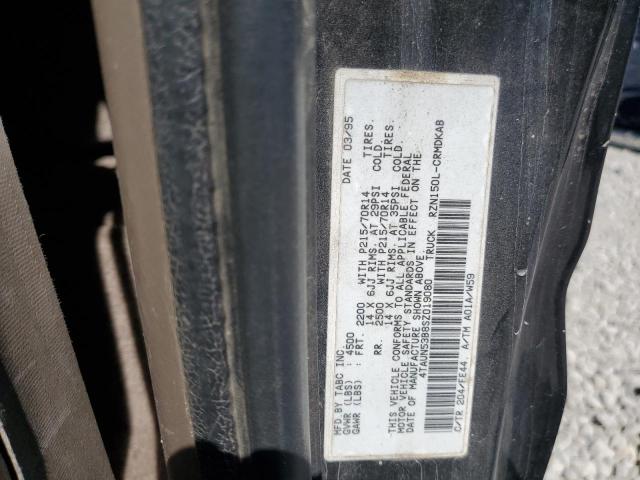 MFD.BY TABC INC. DATE 03/95
GVWR (LBS) : 4500
GAWR (LBS) : FRT. 2200 WITH P215/70R14 TIRES.
14 X 6JJ RIMS. AT 29PSI COLD.
RR. 2500 WITH P215/70R14 TIRES
14 X 6JJ RIMS. AT 35PSI COLD.
THIS VEHICLE CONFORMS TO ALL APPLICABLE FEDERAL
MOTOR VEHICLE SAFETY STANDARDS IN EFFECT ON THE
DATE OF MANUFACTURE SHOWN ABOVE.
4TAUN53B8SZ019080 TRUCK RZN150L-CRMDKAB
C/TR 204/FE44 A/TM A01A/W59